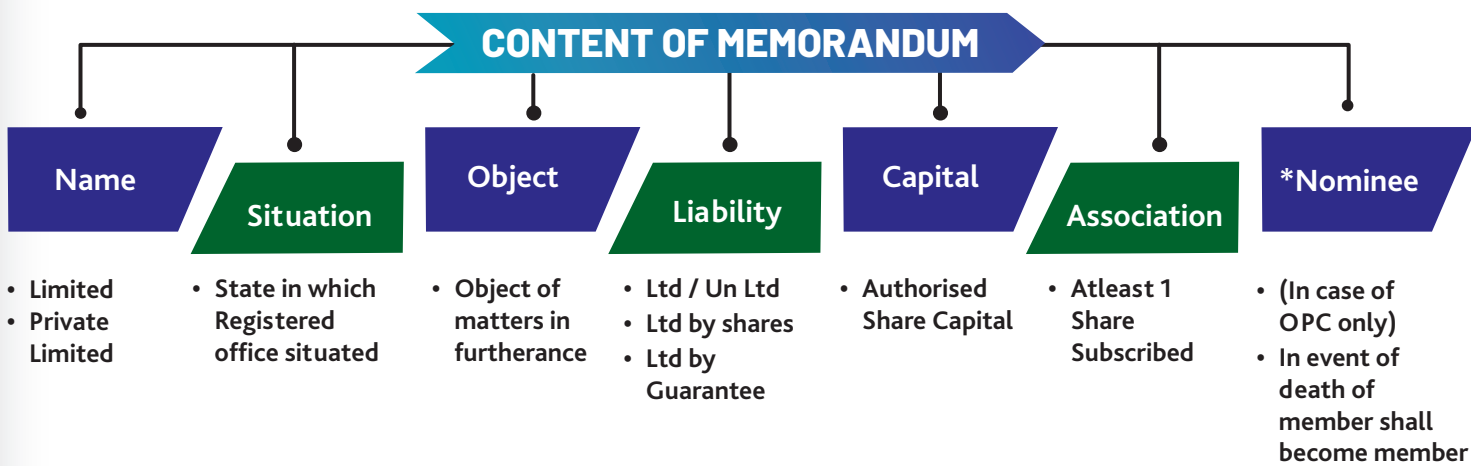 CONTENT OF MEMORANDUM
Name
• Limited
• Private
Limited
Situation
• State in which
Registered
office situated
Object
• Object of
matters in
furtherance
Liability
• Ltd / Un Ltd
• Ltd by shares
• Ltd by
Guarantee
Capital
• Authorised
Share Capital
Association
• Atleast 1
Share
Subscribed
*Nominee
• (In case of
OPC only)
• In event of
death of
member shall
become member